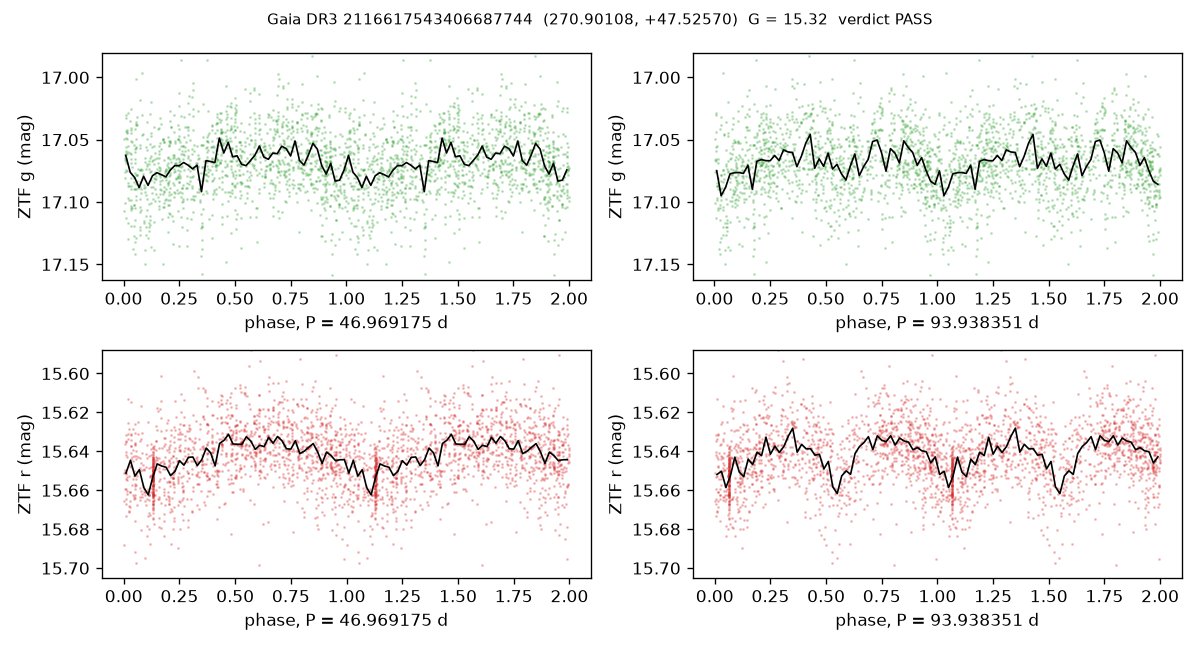 Gaia DR3 2116617543406687744  (270.90108, +47.52570)  G = 15.32  verdict PASS
ZTF g (mag)
17.00
17.05
17.10
17.15
0.00 0.25 0.50 0.75 1.00 1.25 1.50 1.75 2.00
phase, P = 46.969175 d
ZTF g (mag)
17.00
17.05
17.10
17.15
0.00 0.25 0.50 0.75 1.00 1.25 1.50 1.75 2.00
phase, P = 93.938351 d
ZTF r (mag)
15.60
15.62
15.64
15.66
15.68
15.70
0.00 0.25 0.50 0.75 1.00 1.25 1.50 1.75 2.00
phase, P = 46.969175 d
ZTF r (mag)
15.60
15.62
15.64
15.66
15.68
15.70
0.00 0.25 0.50 0.75 1.00 1.25 1.50 1.75 2.00
phase, P = 93.938351 d